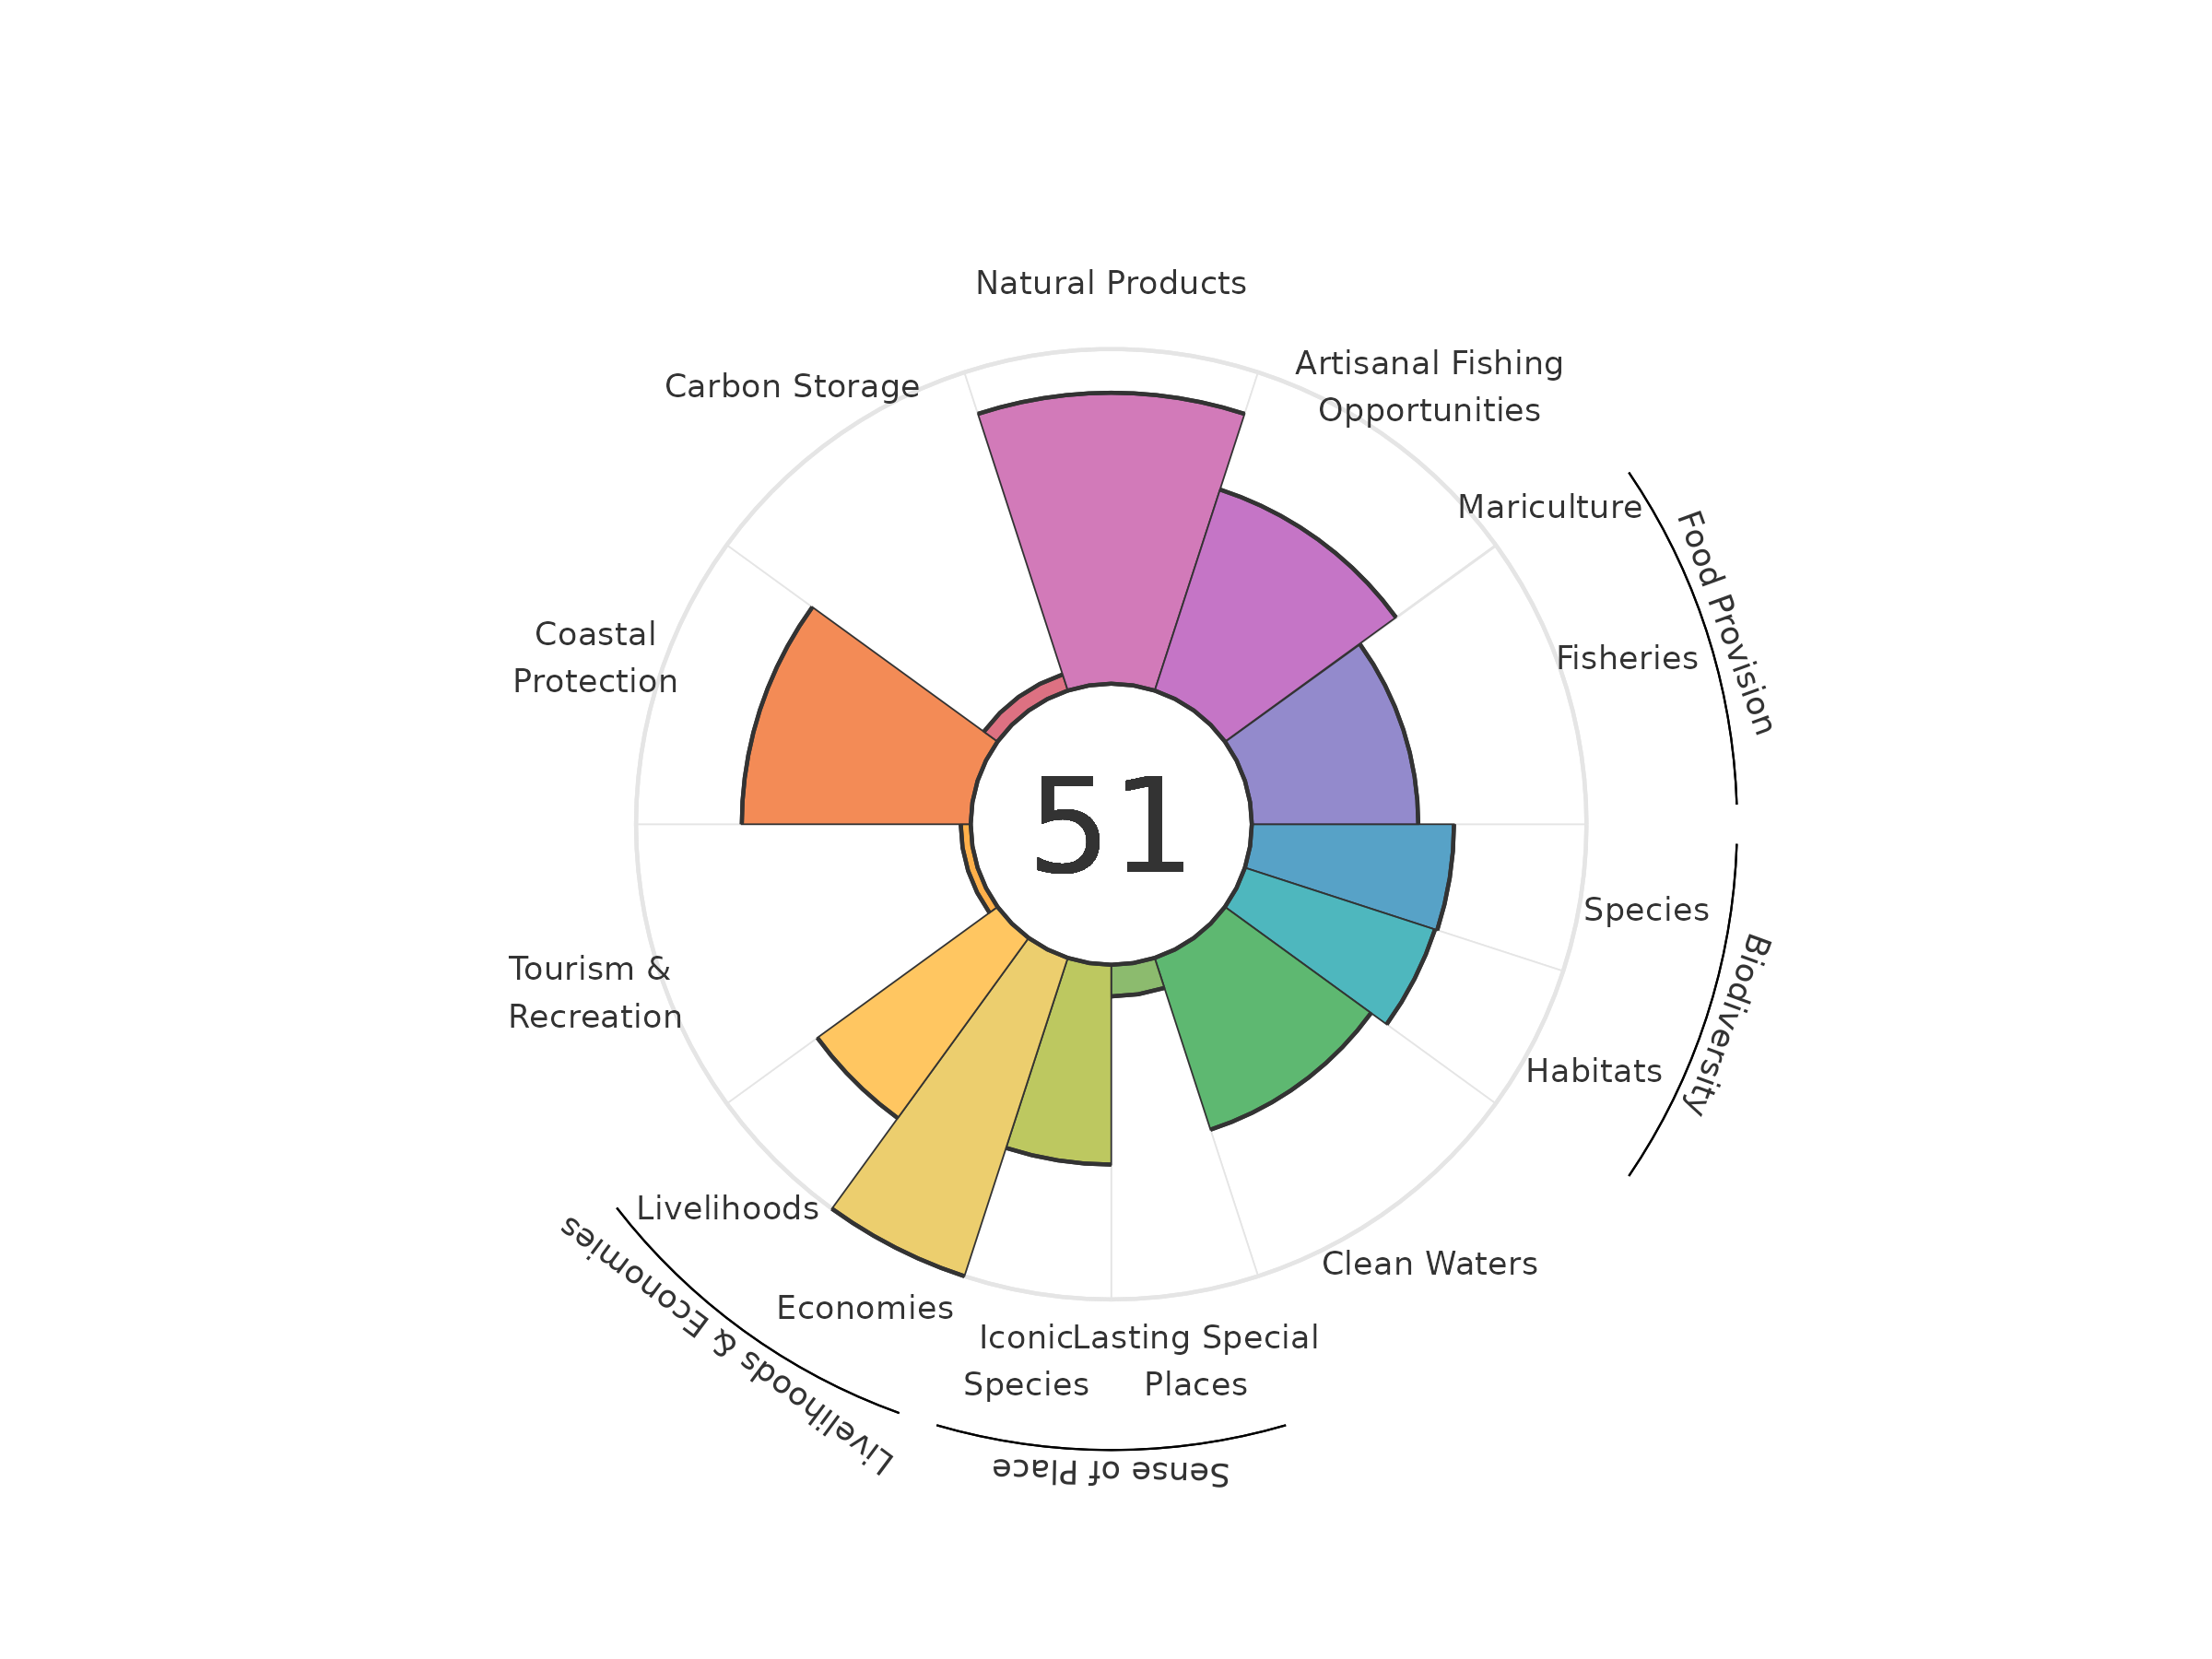 Natural Products
Carbon Storage
Artisanal Fishing
Opportunities
Mariculture
Food Provision
Coastal
Protection
Fisheries
51
Species
Biodiversity
Tourism &
Recreation
Habitats
Livelihoods
Clean Waters
Livelihoods & Economies
Economies
Iconic
Species
Lasting Special
Places
Sense of Place